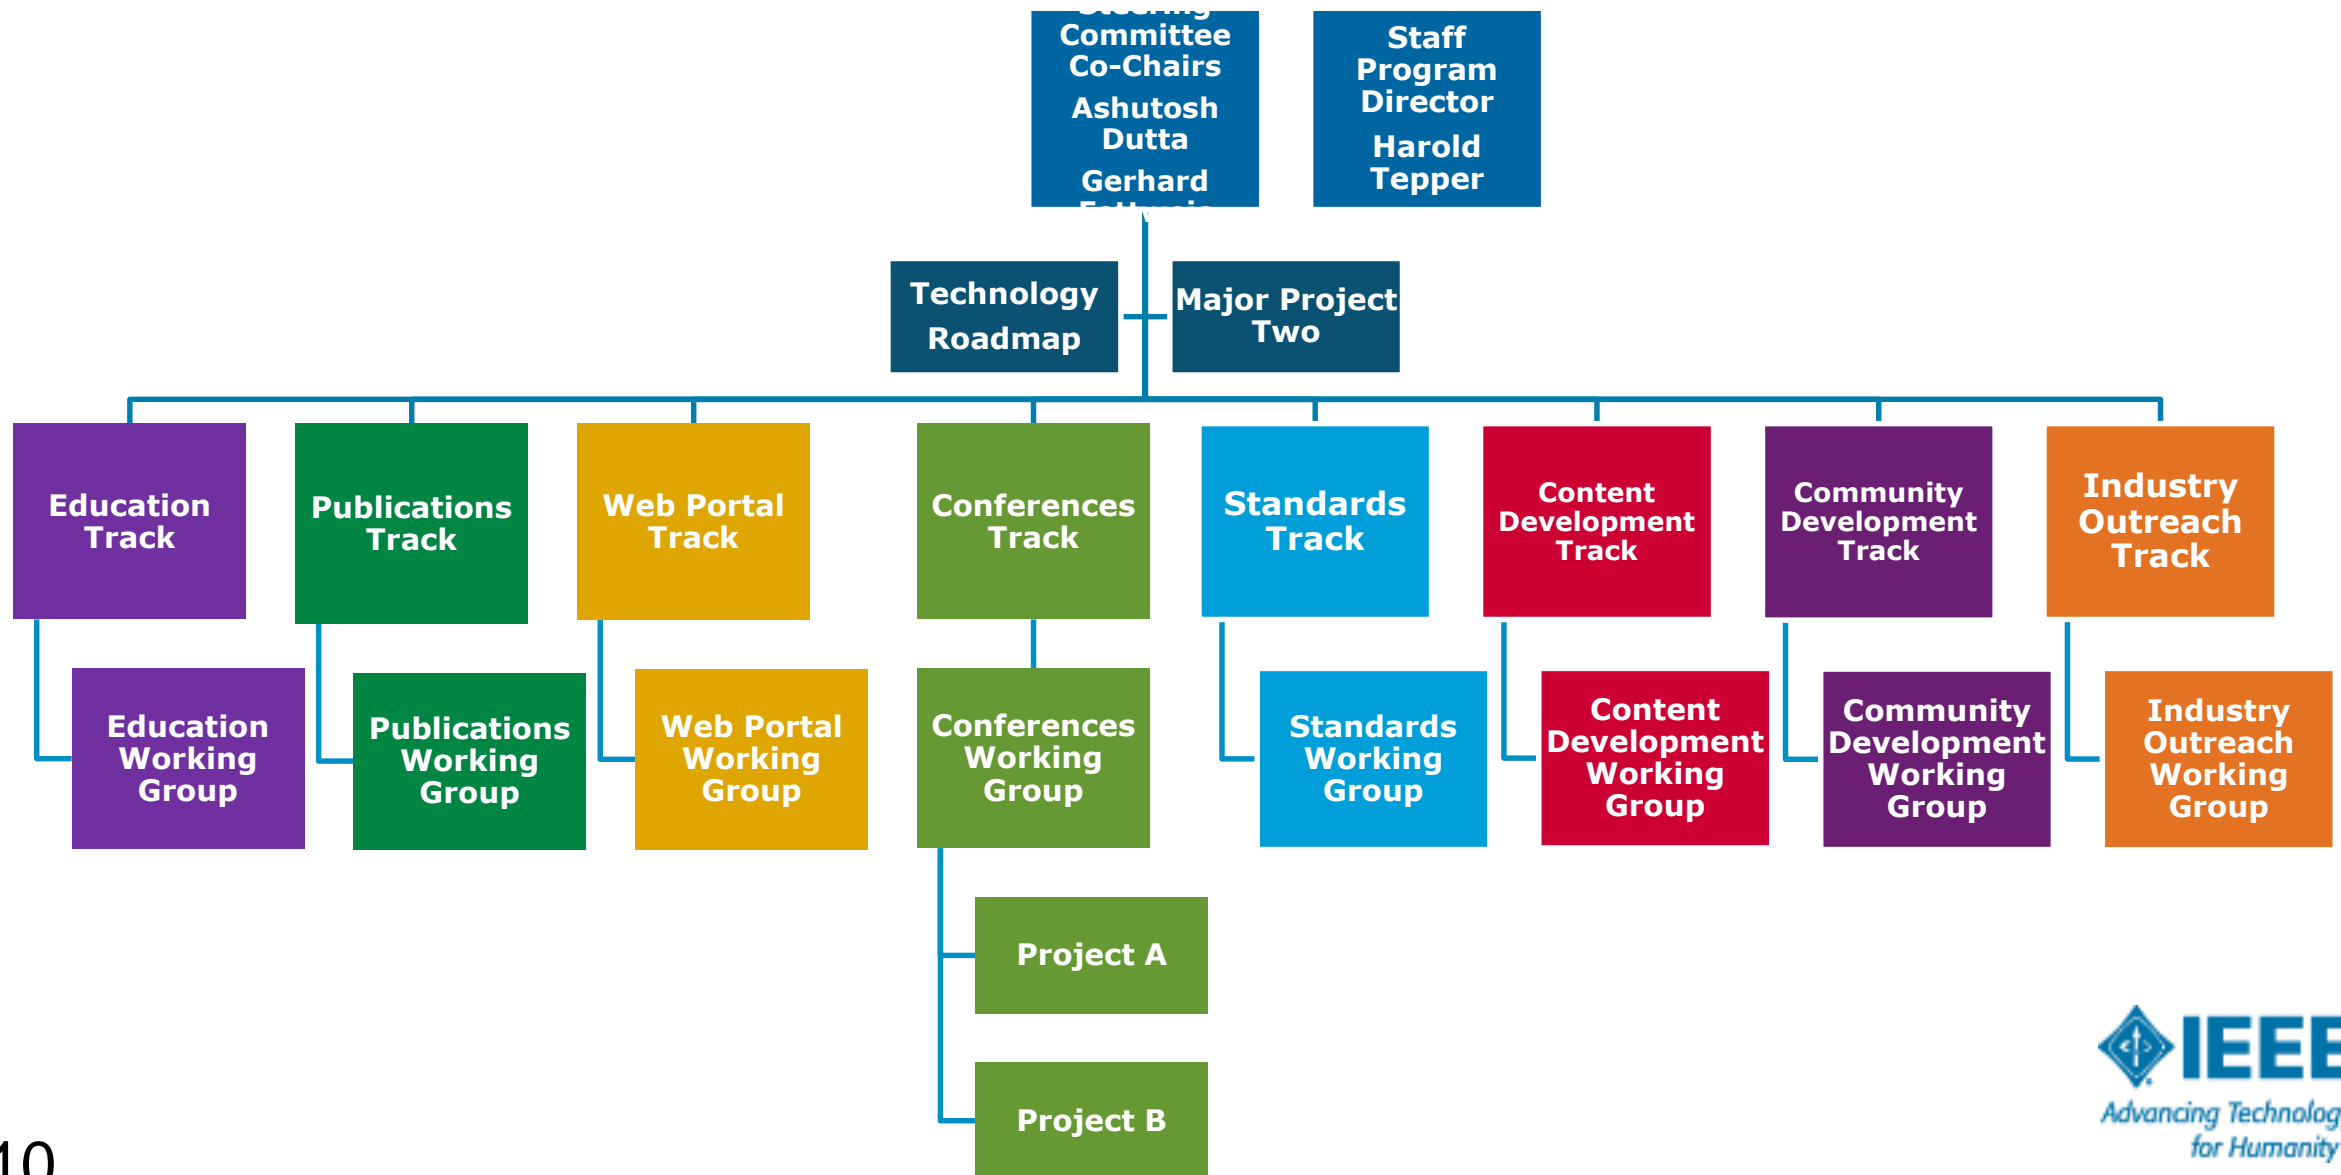 Steering
Committee
Co-Chairs
Ashutosh
Dutta
Gerhard
Staff
Program
Director
Harold
Tepper
Technology
Roadmap
Major Project
Two
Education
Track
Publications
Track
Web Portal
Track
Conferences
Track
Standards
Track
Content
Development
Track
Community
Development
Track
Industry
Outreach
Track
Education
Working
Group
Publications
Working
Group
Web Portal
Working
Group
Conferences
Working
Group
Standards
Working
Group
Content
Development
Working
Group
Community
Development
Working
Group
Industry
Outreach
Working
Group
Project A
Project B
IEEE
Advancing Technolog
for Humanity
10